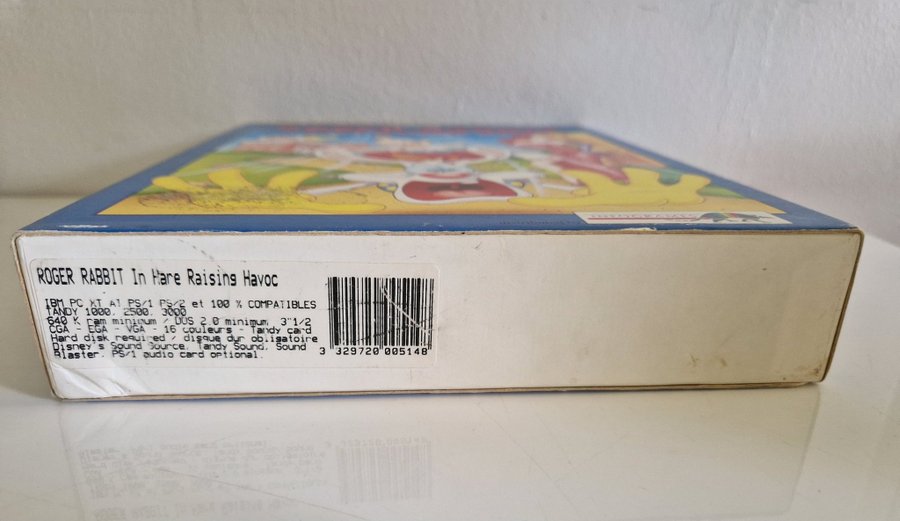 ROGER RABBIT In Hare Raising Havoc
IBM PC XT AT PS/1 PS/2 et 100 % COMPATIBLES
TANDY 1000, 2500, 3000
640 K ram minimum / DOS 2.0 minimum, 3"1/2
CGA - EGA - VGA - 16 couleurs - Tandy card
Hard disk required / disque dur obligatoire
Disney's Sound Source, Tandy Sound, Sound
Blaster, PS/1 audio card optional.
3 329720 005148
INFOGRAMES